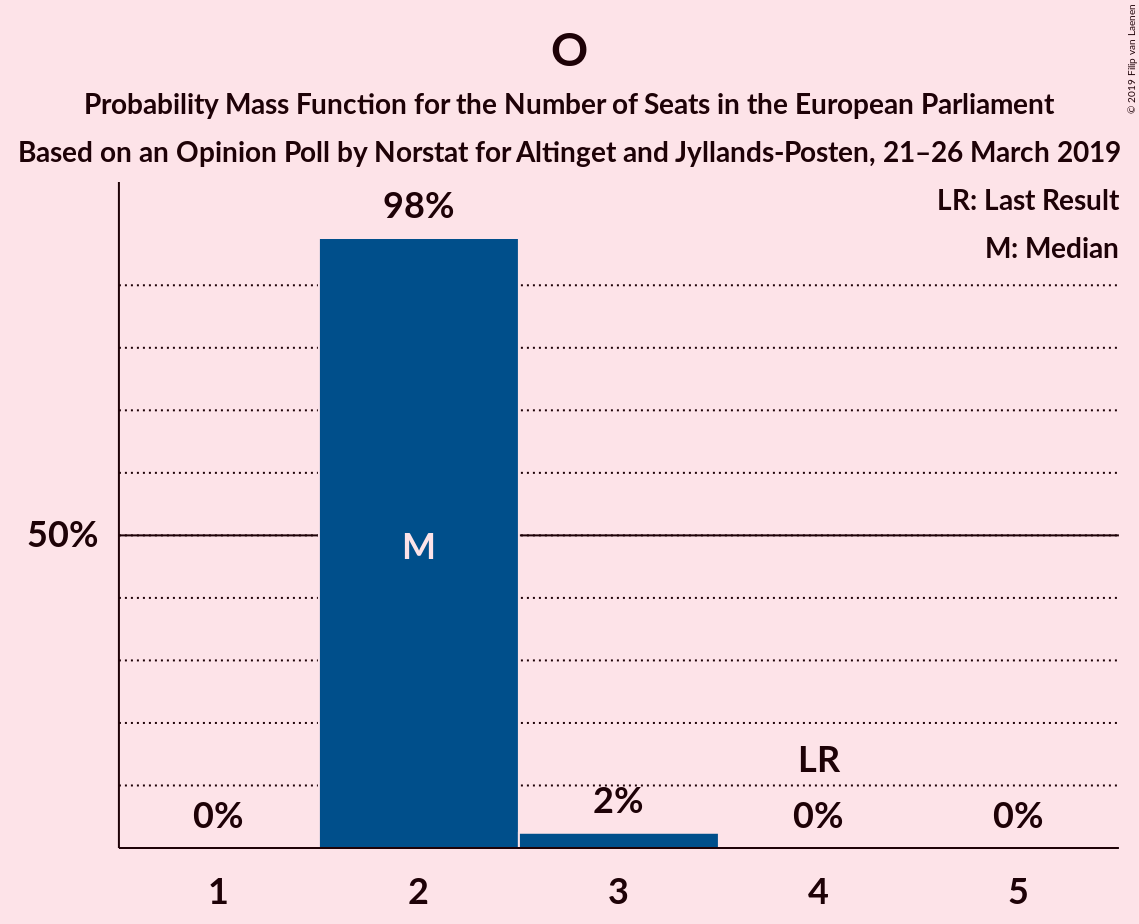 O
Probability Mass Function for the Number of Seats in the European Parliament
Based on an Opinion Poll by Norstat for Altinget and Jyllands-Posten, 21–26 March 2019
© 2019 Filip van Laenen
LR: Last Result
M: Median
98%
50%
M
LR
0%
2%
0%
0%
1
2
3
4
5